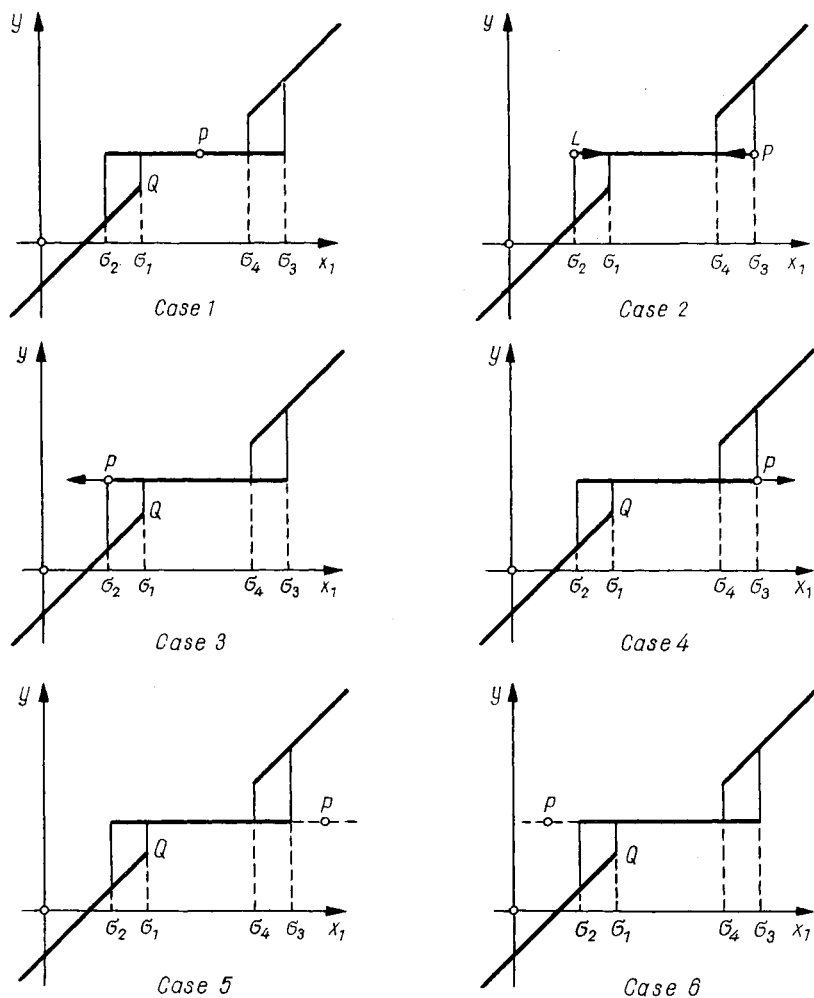 y
P
Q
σ₂ σ₁ σ₄ σ₃ x₁
Case 1
y
L P
σ₂ σ₁ σ₄ σ₃ x₁
Case 2
y
P
Q
σ₂ σ₁ σ₄ σ₃ x₁
Case 3
y
P
Q
σ₂ σ₁ σ₄ σ₃ x₁
Case 4
y
P
Q
σ₂ σ₁ σ₄ σ₃ x₁
Case 5
y
P
Q
σ₂ σ₁ σ₄ σ₃ x₁
Case 6